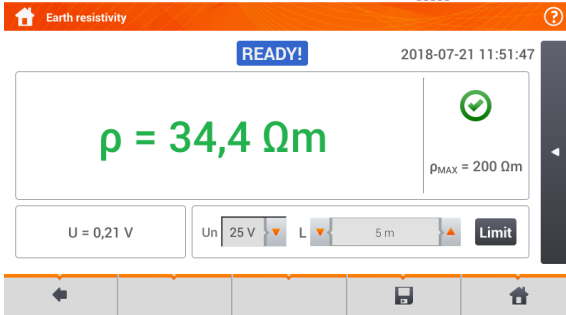 Earth resistivity
READY!
2018-07-21 11:51:47
ρ = 34,4 Ωm
ρMAX = 200 Ωm
U = 0,21 V
Un 25 V L 5 m Limit